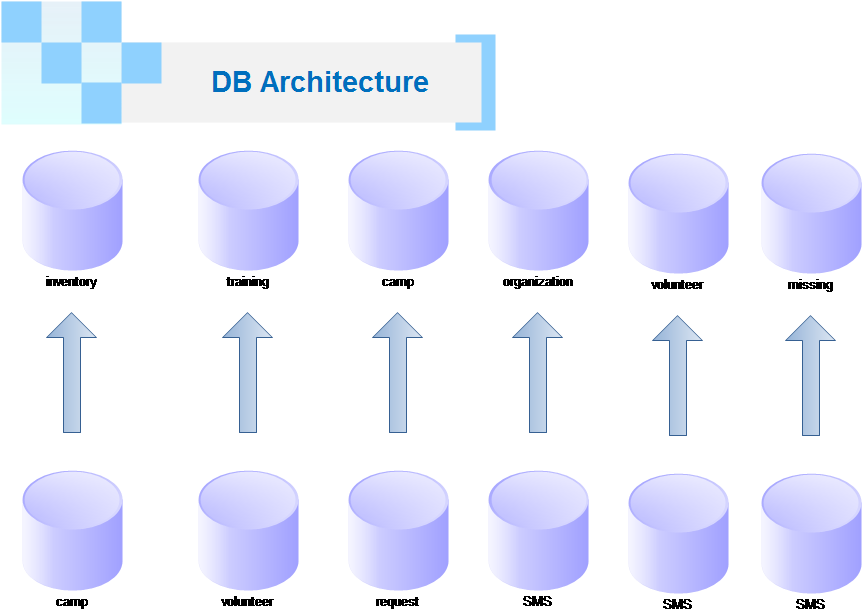 DB Architecture
inventory
training
camp
organization
volunteer
missing
camp
volunteer
request
SMS
SMS
SMS